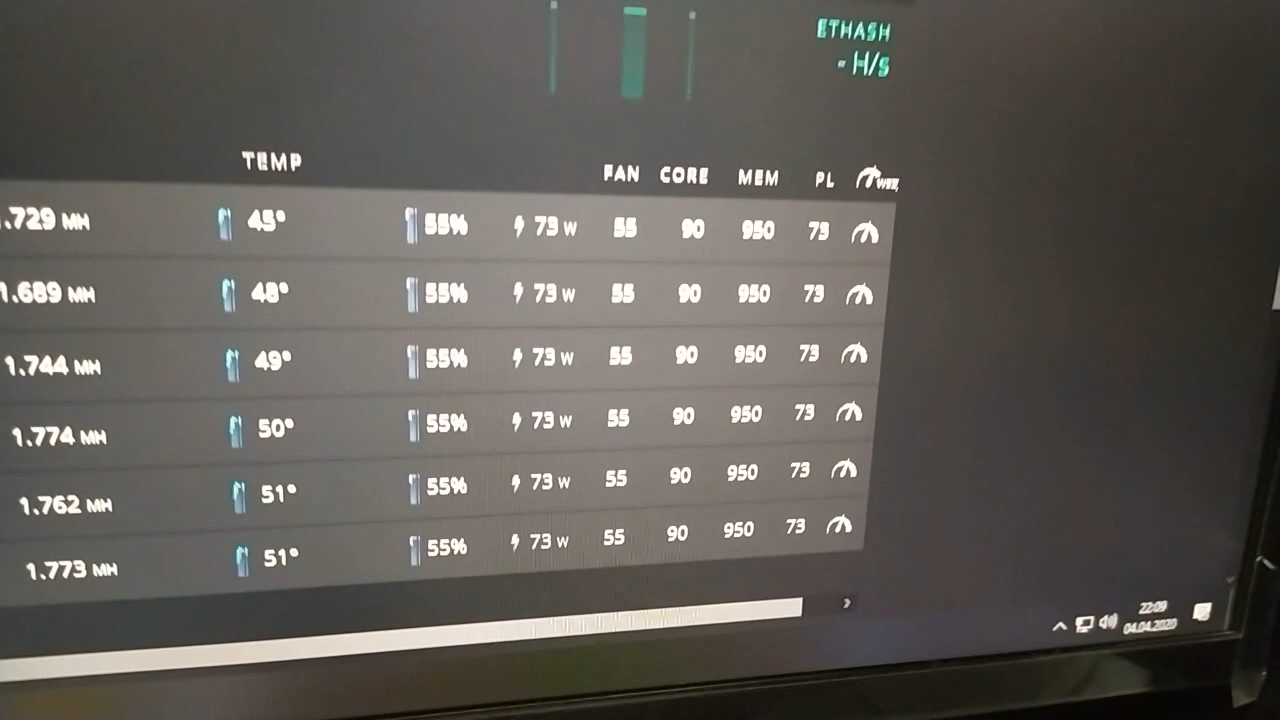 ETHASH
- H/s
TEMP FAN CORE MEM PL
.729 MH 45° 55% 73 W 55 90 950 73
1.689 MH 48° 55% 73 W 55 90 950 73
1.744 MH 49° 55% 73 W 55 90 950 73
1.774 MH 50° 55% 73 W 55 90 950 73
1.762 MH 51° 55% 73 W 55 90 950 73
1.773 MH 51° 55% 73 W 55 90 950 73
22:09
04.04.2020